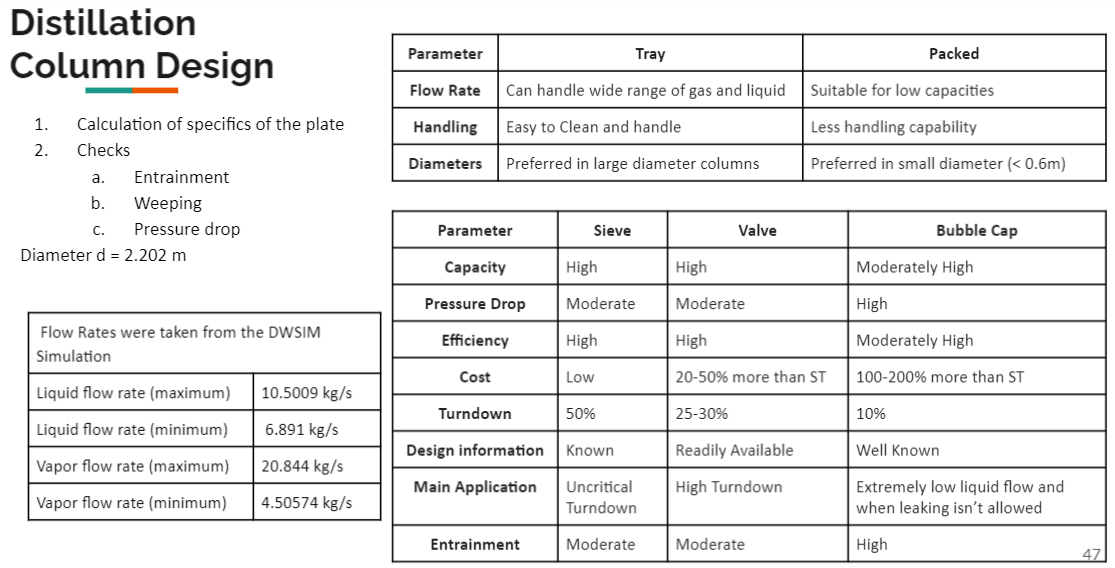 Distillation
Column Design
1. Calculation of specifics of the plate
2. Checks
a. Entrainment
b. Weeping
c. Pressure drop
Diameter d = 2.202 m
Flow Rates were taken from the DWSIM
Simulation
Liquid flow rate (maximum) 10.5009 kg/s
Liquid flow rate (minimum) 6.891 kg/s
Vapor flow rate (maximum) 20.844 kg/s
Vapor flow rate (minimum) 4.50574 kg/s
Parameter Tray Packed
Flow Rate Can handle wide range of gas and liquid Suitable for low capacities
Handling Easy to Clean and handle Less handling capability
Diameters Preferred in large diameter columns Preferred in small diameter (< 0.6m)
Parameter Sieve Valve Bubble Cap
Capacity High High Moderately High
Pressure Drop Moderate Moderate High
Efficiency High High Moderately High
Cost Low 20-50% more than ST 100-200% more than ST
Turndown 50% 25-30% 10%
Design information Known Readily Available Well Known
Main Application Uncritical High Turndown Extremely low liquid flow and
Turndown when leaking isn’t allowed
Entrainment Moderate Moderate High
47